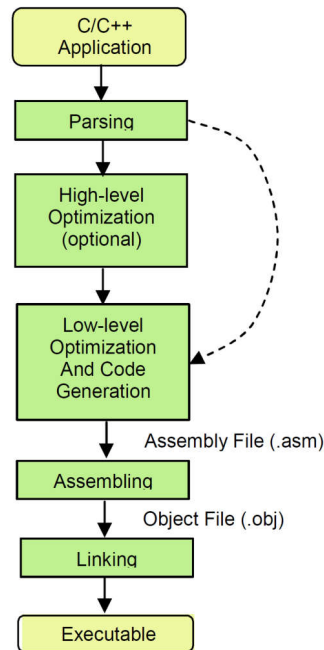 C/C++
Application
Parsing
High-level
Optimization
(optional)
Low-level
Optimization
And Code
Generation
Assembly File (.asm)
Assembling
Object File (.obj)
Linking
Executable